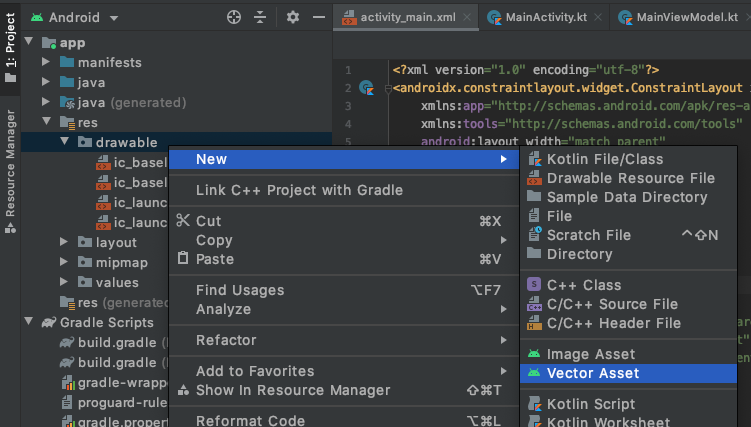 Android
activity_main.xml
MainActivity.kt
MainViewModel.kt
1: Project
Resource Manager
app
manifests
java
java (generated)
res
drawable
ic_basel
ic_basel
ic_launc
ic_launc
layout
mipmap
values
res (generated
Gradle Scripts
build.gradle
build.gradle
gradle-wrapp
proguard-rule
gradle.propert
1 <?xml version="1.0" encoding="utf-8"?>
2 <androidx.constraintlayout.widget.ConstraintLayout
3 xmlns:app="http://schemas.android.com/apk/res-a
4 xmlns:tools="http://schemas.android.com/tools"
5 android:layout_width="match_parent"
New
Link C++ Project with Gradle
Cut ⌘X
Copy
Paste ⌘V
Find Usages ⌥F7
Analyze
Refactor
Add to Favorites
Show In Resource Manager ⇧⌘T
Reformat Code ⌥⌘L
Kotlin File/Class
Drawable Resource File
Sample Data Directory
File
Scratch File ^⇧N
Directory
C++ Class
C/C++ Source File
C/C++ Header File
Image Asset
Vector Asset
Kotlin Script
Kotlin Worksheet